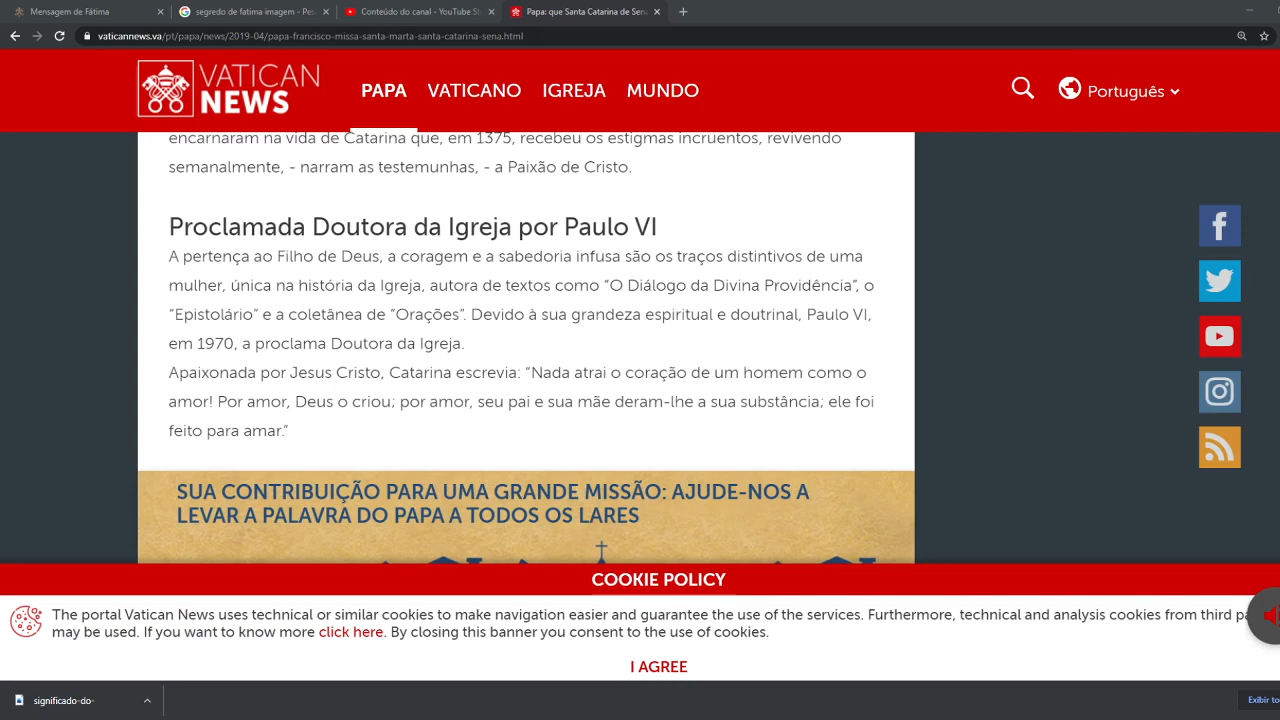 Mensagem de Fátima
segredo de fatima imagem - Pes
Conteúdo do canal - YouTube St
Papa: que Santa Catarina de Sen
vaticannews.va/pt/papa/news/2019-04/papa-francisco-missa-santa-marta-santa-catarina-sena.html
VATICAN
NEWS
PAPA VATICANO IGREJA MUNDO
Português
encarnaram na vida de Catarina que, em 1375, recebeu os estigmas incruentos, revivendo
semanalmente, - narram as testemunhas, - a Paixão de Cristo.
Proclamada Doutora da Igreja por Paulo VI
A pertença ao Filho de Deus, a coragem e a sabedoria infusa são os traços distintivos de uma
mulher, única na história da Igreja, autora de textos como “O Diálogo da Divina Providência”, o
“Epistolário” e a coletânea de “Orações”. Devido à sua grandeza espiritual e doutrinal, Paulo VI,
em 1970, a proclama Doutora da Igreja.
Apaixonada por Jesus Cristo, Catarina escrevia: “Nada atrai o coração de um homem como o
amor! Por amor, Deus o criou; por amor, seu pai e sua mãe deram-lhe a sua substância; ele foi
feito para amar.”
SUA CONTRIBUIÇÃO PARA UMA GRANDE MISSÃO: AJUDE-NOS A
LEVAR A PALAVRA DO PAPA A TODOS OS LARES
COOKIE POLICY
The portal Vatican News uses technical or similar cookies to make navigation easier and guarantee the use of the services. Furthermore, technical and analysis cookies from third
may be used. If you want to know more click here. By closing this banner you consent to the use of cookies.
I AGREE
significado-do-
Exibir to